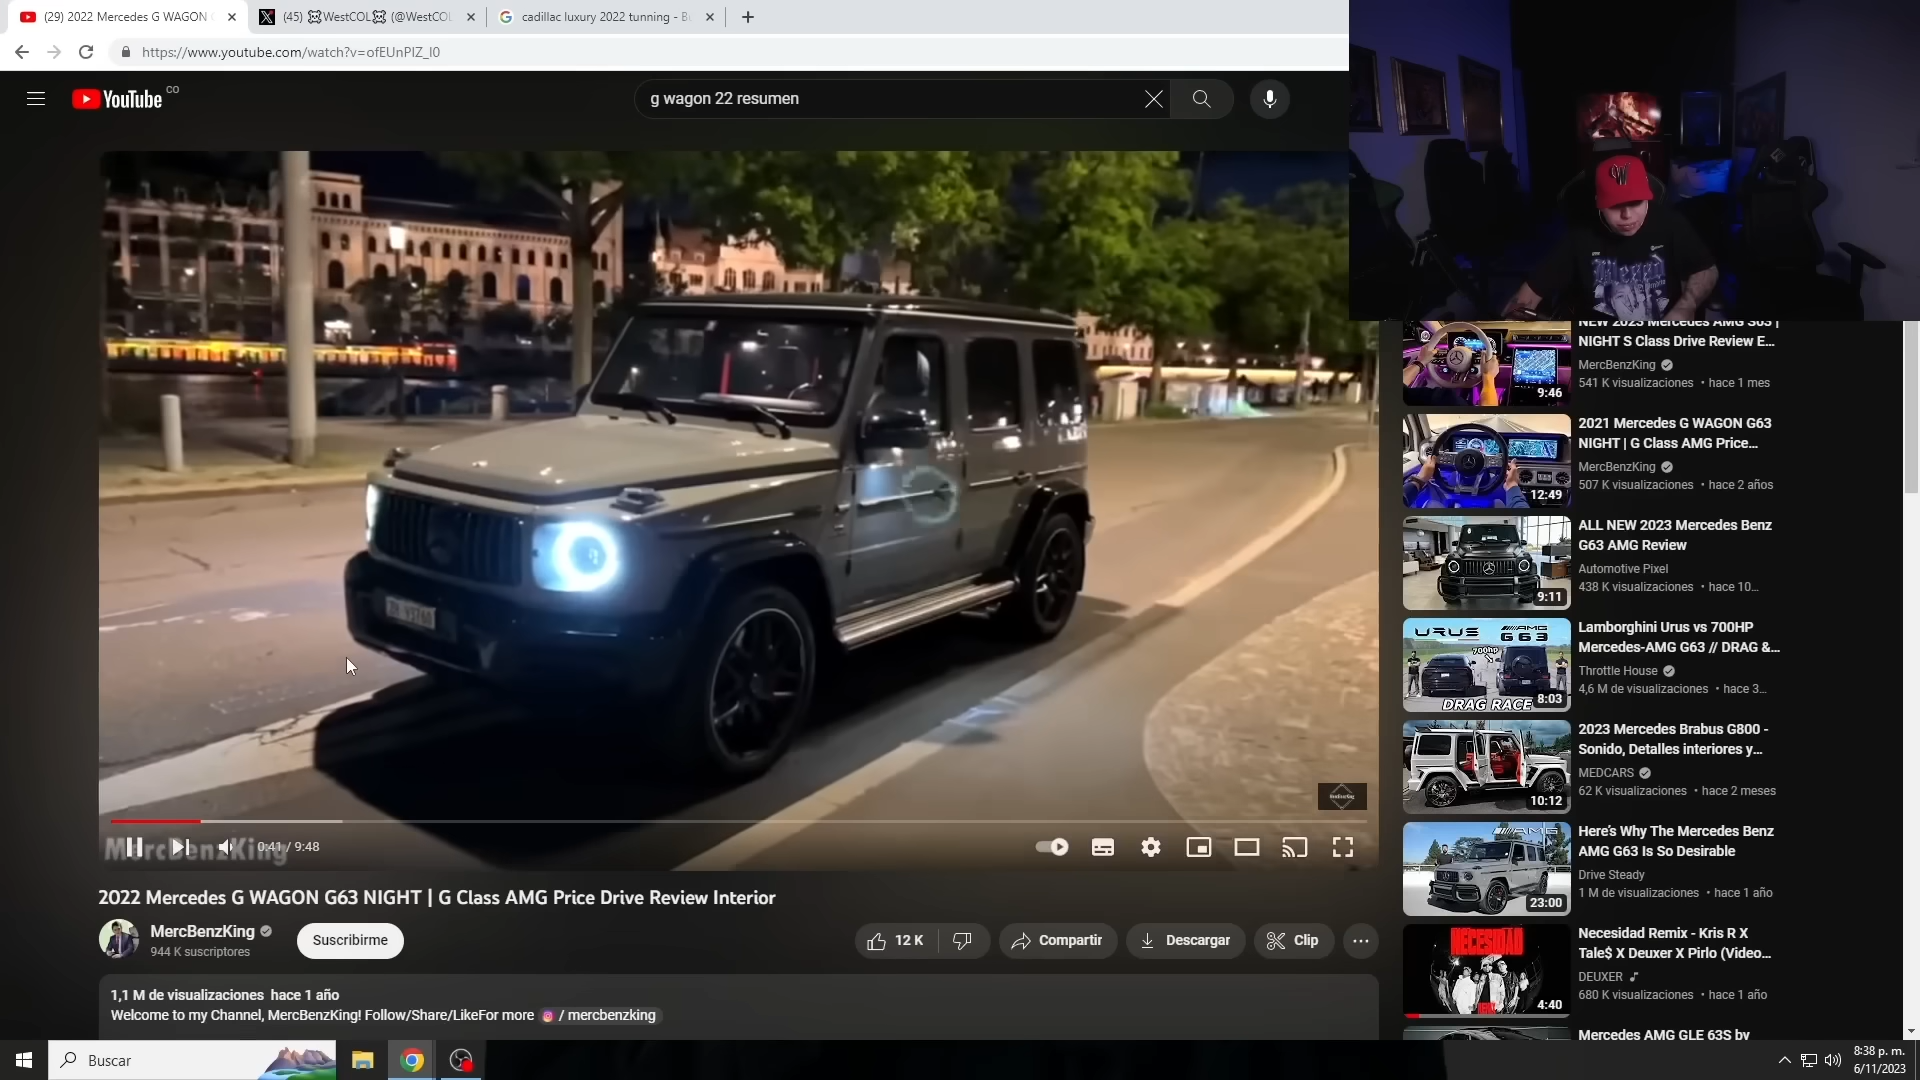 (29) 2022 Mercedes G WAGON
(45) ☠WestCOL☠ (@WestCOL
cadillac luxury 2022 tunning - B
https://www.youtube.com/watch?v=ofEUnPIZ_I0
YouTube CO
g wagon 22 resumen
MercBenzKing
0:41 / 9:48
2022 Mercedes G WAGON G63 NIGHT | G Class AMG Price Drive Review Interior
MercBenzKing
944 K suscriptores
Suscribirme
12 K
Compartir
Descargar
Clip
1,1 M de visualizaciones hace 1 año
Welcome to my Channel, MercBenzKing! Follow/Share/LikeFor more / mercbenzking
NEW 2023 Mercedes AMG S63 |
NIGHT S Class Drive Review E...
MercBenzKing
541 K visualizaciones • hace 1 mes
9:46
2021 Mercedes G WAGON G63
NIGHT | G Class AMG Price...
MercBenzKing
507 K visualizaciones • hace 2 años
12:49
ALL NEW 2023 Mercedes Benz
G63 AMG Review
Automotive Pixel
438 K visualizaciones • hace 10...
9:11
URUS
AMG
G63
700hp
DRAG RACE
8:03
Lamborghini Urus vs 700HP
Mercedes-AMG G63 // DRAG &...
Throttle House
4,6 M de visualizaciones • hace 3...
2023 Mercedes Brabus G800 -
Sonido, Detalles interiores y...
MEDCARS
62 K visualizaciones • hace 2 meses
10:12
AMG
Here's Why The Mercedes Benz
AMG G63 Is So Desirable
Drive Steady
1 M de visualizaciones • hace 1 año
23:00
NECESIDAD
Necesidad Remix - Kris R X
Tale$ X Deuxer X Pirlo (Video...
DEUXER
680 K visualizaciones • hace 1 año
4:40
Mercedes AMG GLE 63S by
Buscar
8:38 p. m.
6/11/2023